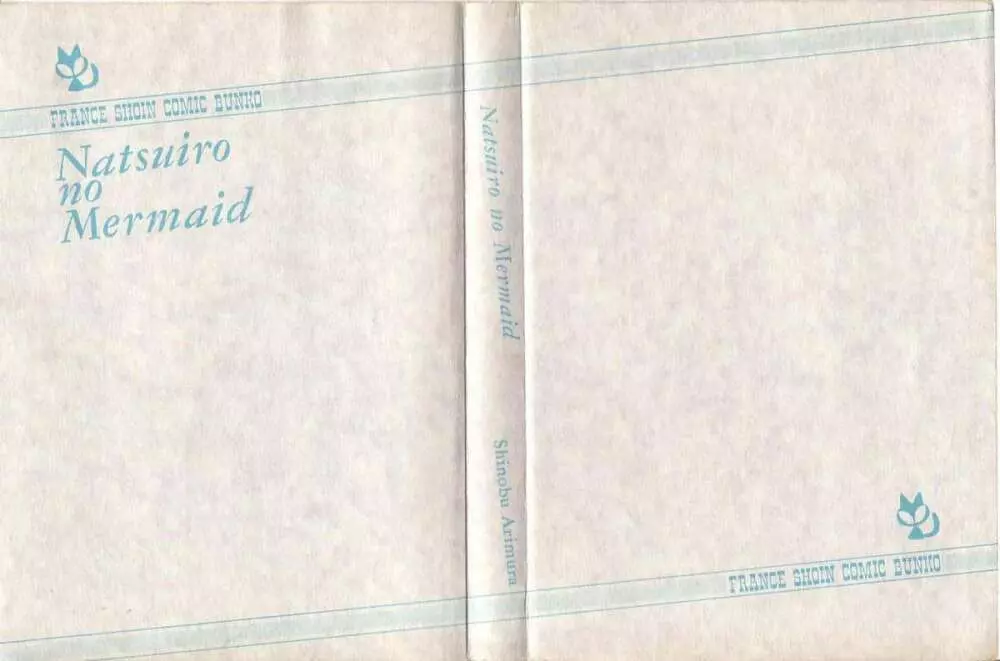 FRANCE SHOIN COMIC BUNKO
Natsuiro
no
Mermaid
Natsuiro no Mermaid
Shinobu Arimura
FRANCE SHOIN COMIC BUNKO